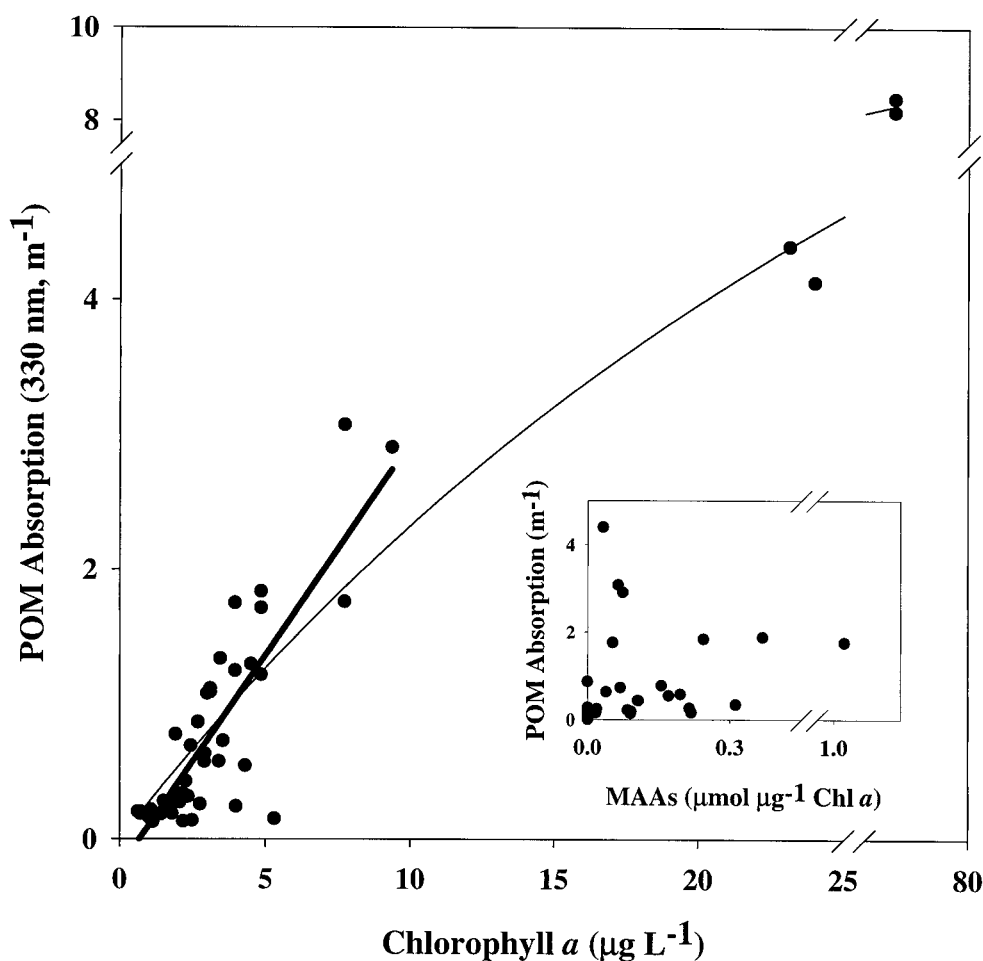 10
8
4
2
0
POM Absorption (330 nm, m⁻¹)
0 5 10 15 20 25 80
Chlorophyll a (µg L⁻¹)
4
2
0
POM Absorption (m⁻¹)
0.0 0.3 1.0
MAAs (µmol µg⁻¹ Chl a)